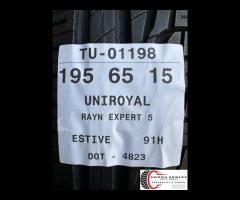 TU-01198
195 65 15
UNIROYAL
RAYN EXPERT 5
ESTIVE 91H
DOT - 4823